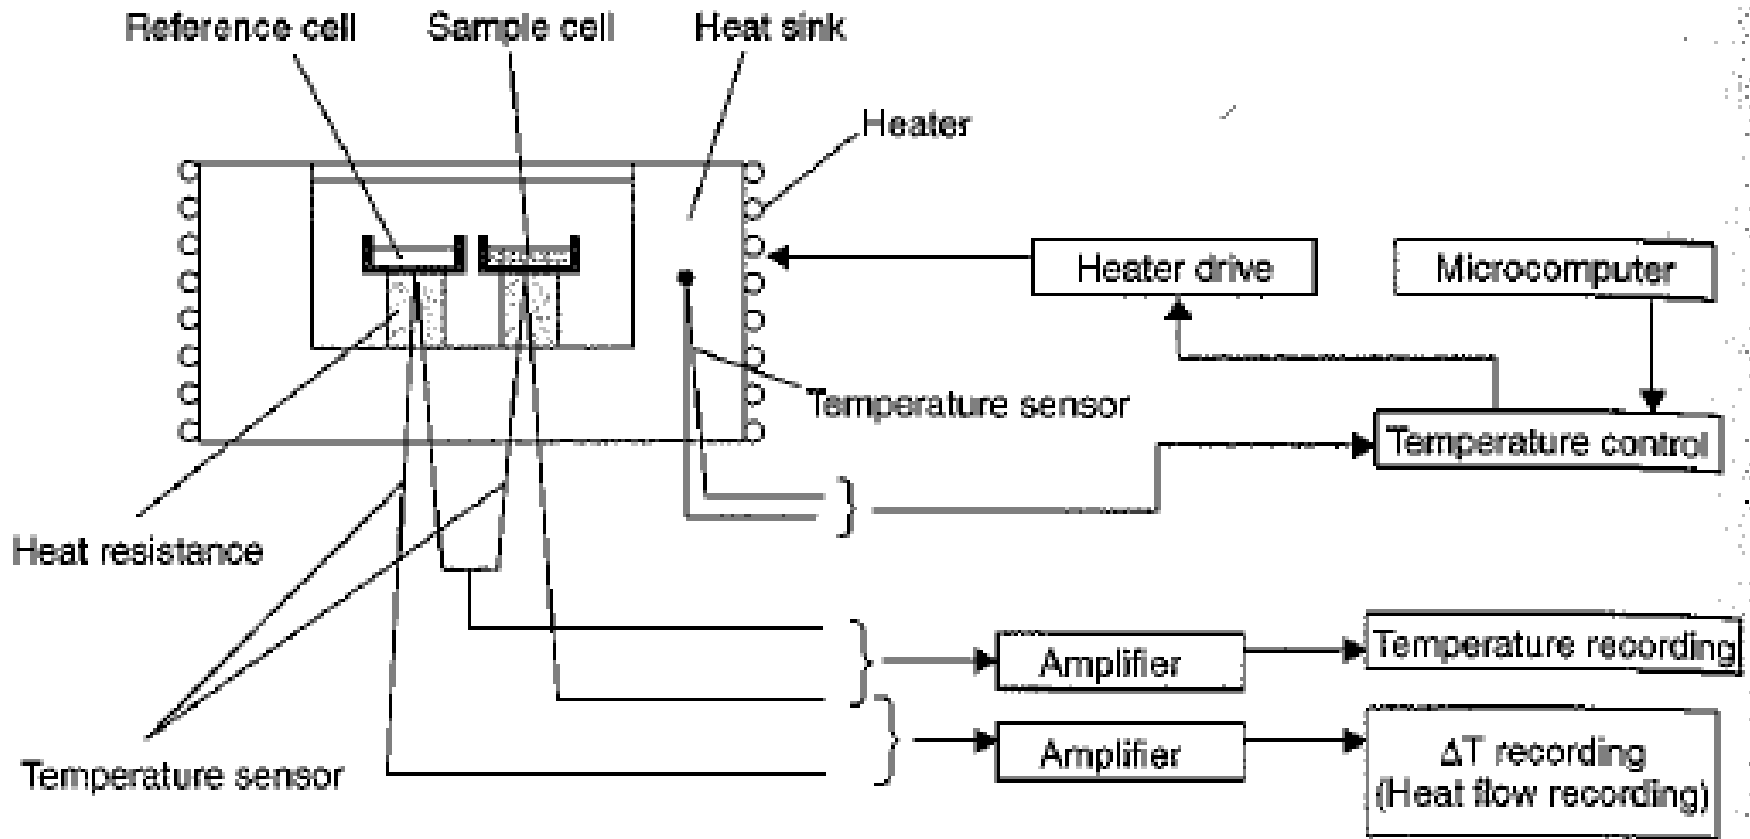 Reference cell
Sample cell
Heat sink
Heater
Heater drive
Microcomputer
Temperature sensor
Temperature control
Heat resistance
Amplifier
Temperature recording
Temperature sensor
Amplifier
ΔT recording
(Heat flow recording)